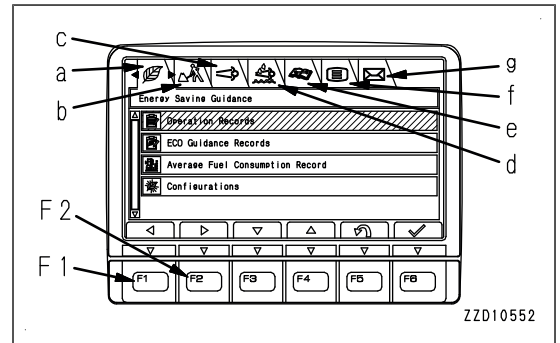 c
a
b
g
f
e
d
Energy Saving Guidance
Operation Records
ECO Guidance Records
Average Fuel Consumption Record
Configurations
F2
F1
F1 F2 F3 F4 F5 F6
ZZD10552